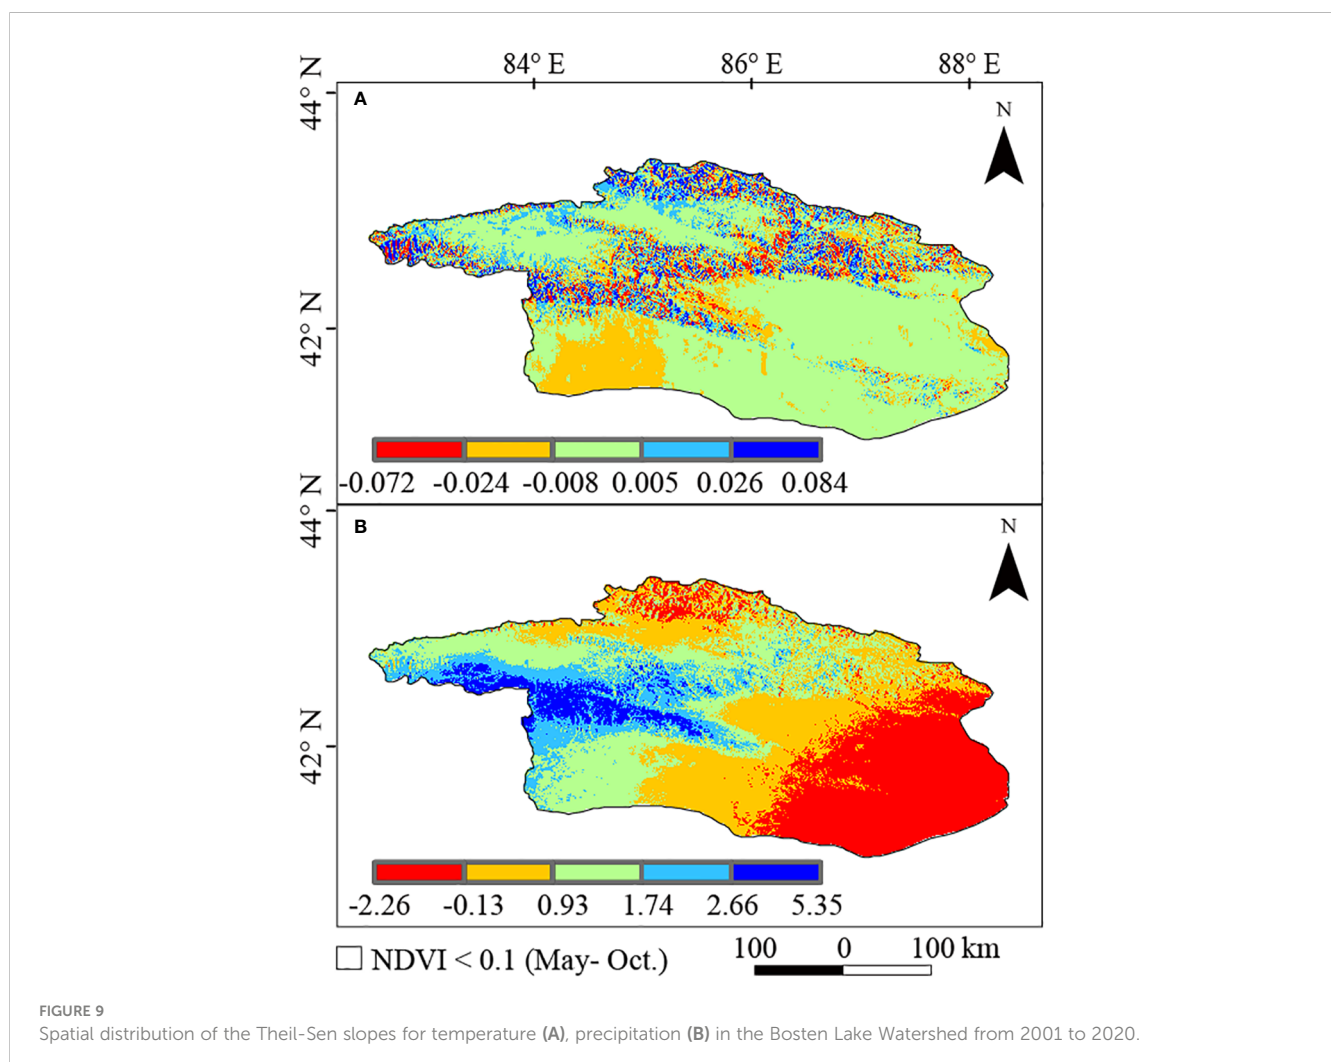 84° E 86° E 88° E
44° N
A
N
42° N
-0.072 -0.024 -0.008 0.005 0.026 0.084
44° N
B
N
42° N
-2.26 -0.13 0.93 1.74 2.66 5.35
NDVI < 0.1 (May- Oct.)
100 0 100 km
FIGURE 9
Spatial distribution of the Theil-Sen slopes for temperature (A), precipitation (B) in the Bosten Lake Watershed from 2001 to 2020.